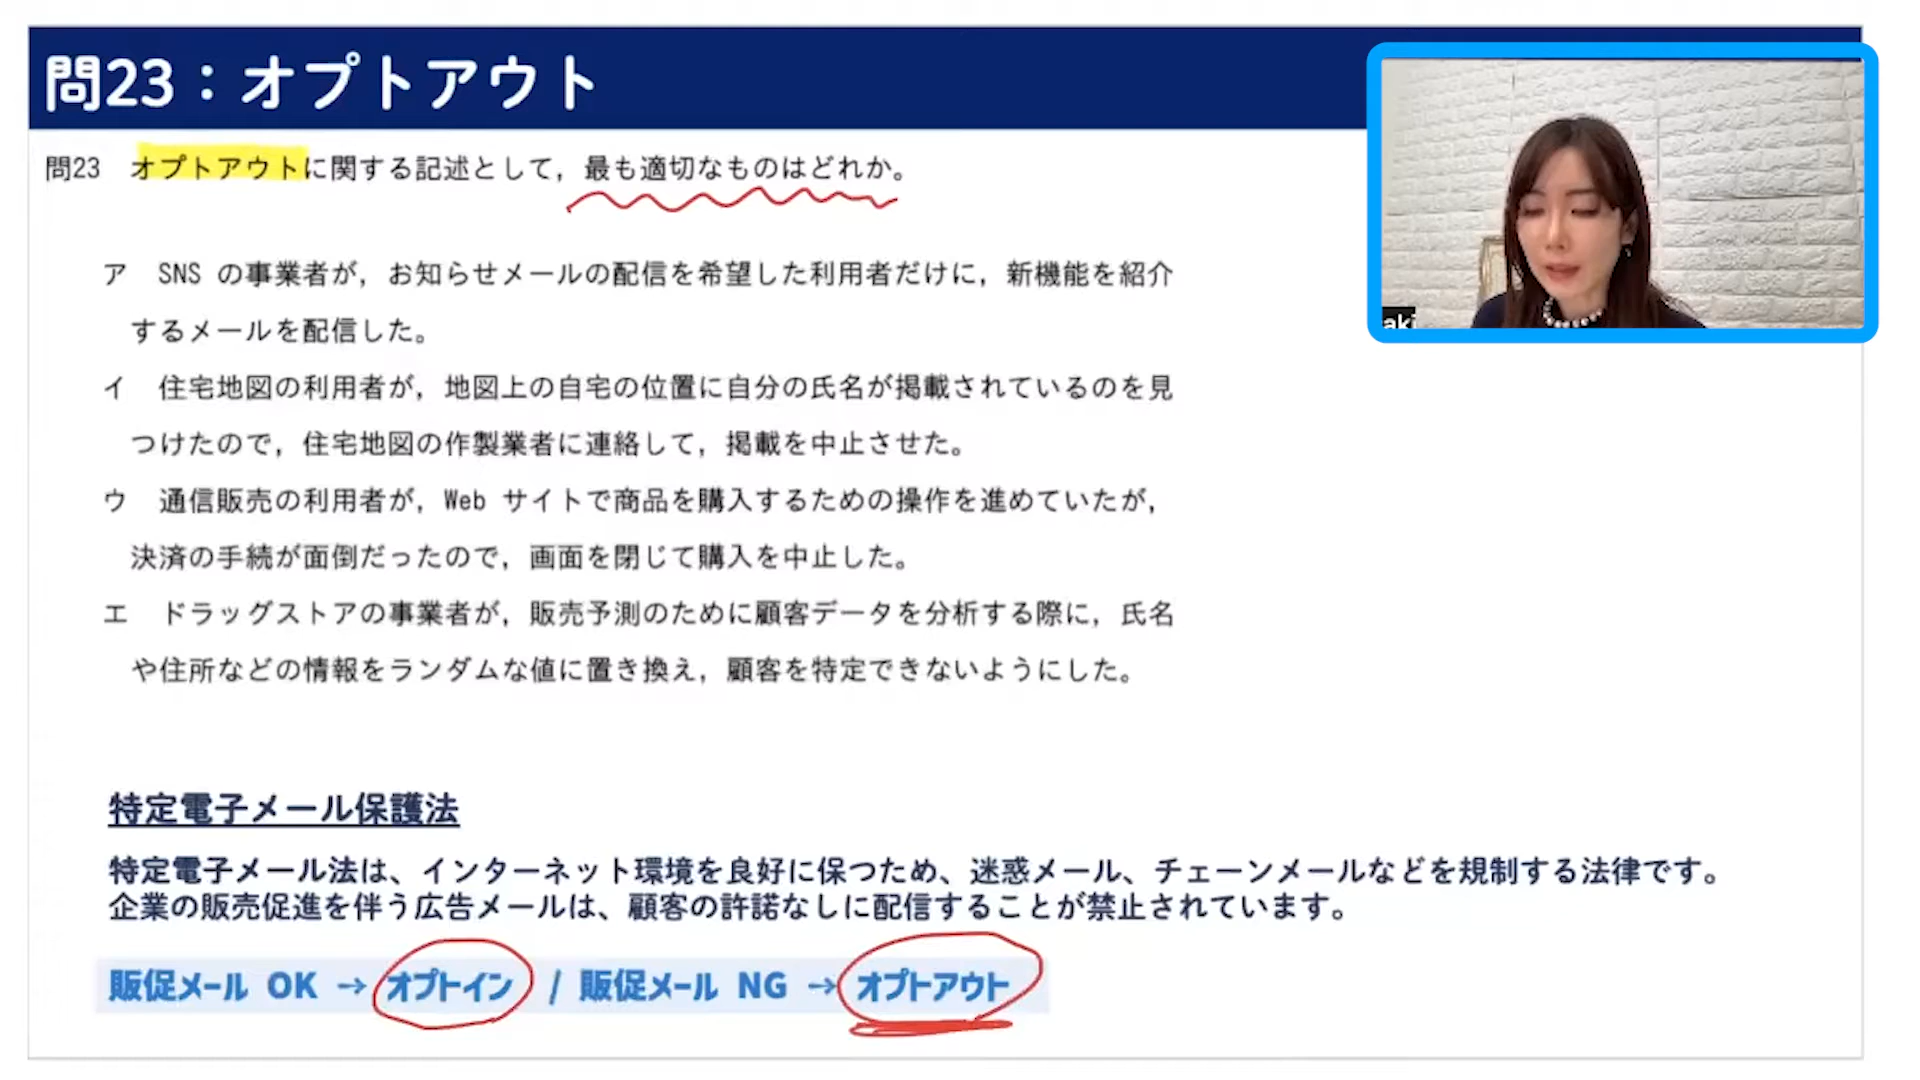 問23：オプトアウト
問23 オプトアウトに関する記述として，最も適切なものはどれか。
ア SNS の事業者が，お知らせメールの配信を希望した利用者だけに，新機能を紹介
するメールを配信した。
イ 住宅地図の利用者が，地図上の自宅の位置に自分の氏名が掲載されているのを見
つけたので，住宅地図の作製業者に連絡して，掲載を中止させた。
ウ 通信販売の利用者が，Web サイトで商品を購入するための操作を進めていたが，
決済の手続が面倒だったので，画面を閉じて購入を中止した。
エ ドラッグストアの事業者が，販売予測のために顧客データを分析する際に，氏名
や住所などの情報をランダムな値に置き換え，顧客を特定できないようにした。
特定電子メール保護法
特定電子メール法は、インターネット環境を良好に保つため、迷惑メール、チェーンメールなどを規制する法律です。
企業の販売促進を伴う広告メールは、顧客の許諾なしに配信することが禁止されています。
販促メール OK → オプトイン / 販促メール NG → オプトアウト